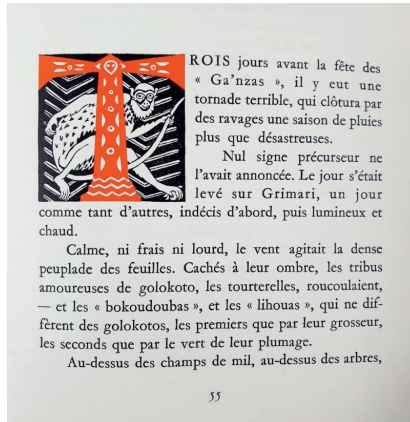 TROIS jours avant la fête des
« Ga'nzas », il y eut une
tornade terrible, qui clôtura par
des ravages une saison de pluies
plus que désastreuses.
Nul signe précurseur ne
l'avait annoncée. Le jour s'était
levé sur Grimari, un jour
comme tant d'autres, indécis d'abord, puis lumineux et
chaud.
Calme, ni frais ni lourd, le vent agitait la dense
peuplade des feuilles. Cachés à leur ombre, les tribus
amoureuses de golokoto, les tourterelles, roucoulaient,
— et les « bokoudoubas », et les « lihouas », qui ne dif-
fèrent des golokotos, les premiers que par leur grosseur,
les seconds que par le vert de leur plumage.
Au-dessus des champs de mil, au-dessus des arbres,
55